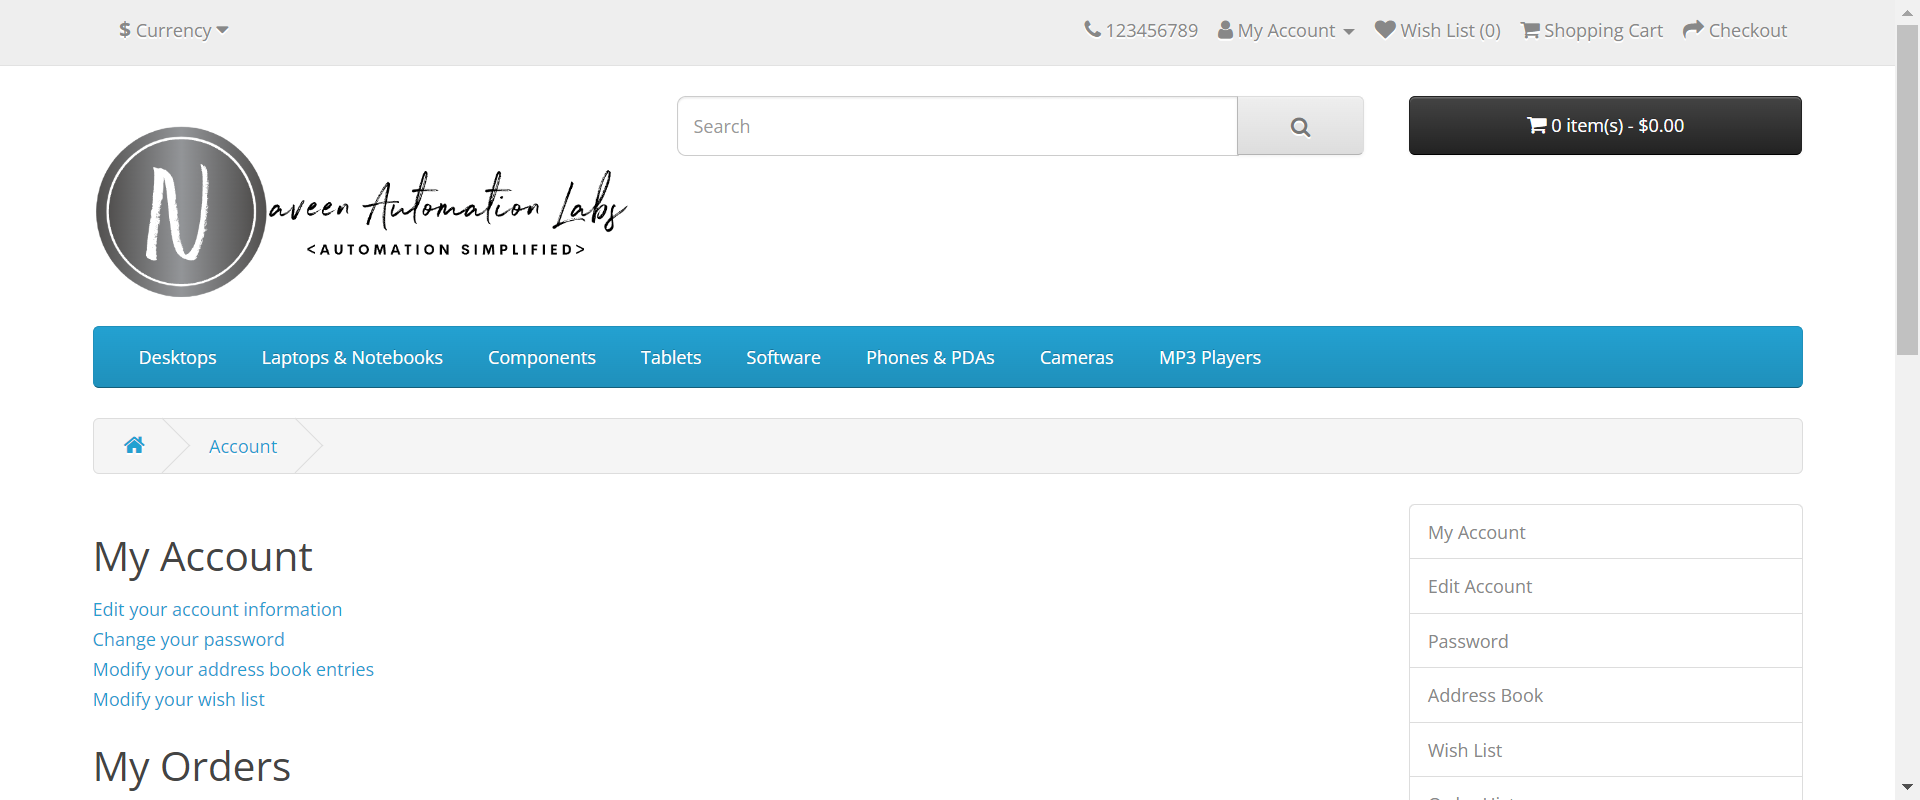 $ Currency
123456789 My Account Wish List (0) Shopping Cart Checkout
Search
0 item(s) - $0.00
N
aveen Automation Labs
<AUTOMATION SIMPLIFIED>
Desktops Laptops & Notebooks Components Tablets Software Phones & PDAs Cameras MP3 Players
Account
My Account
Edit your account information
Change your password
Modify your address book entries
Modify your wish list
My Orders
My Account
Edit Account
Password
Address Book
Wish List